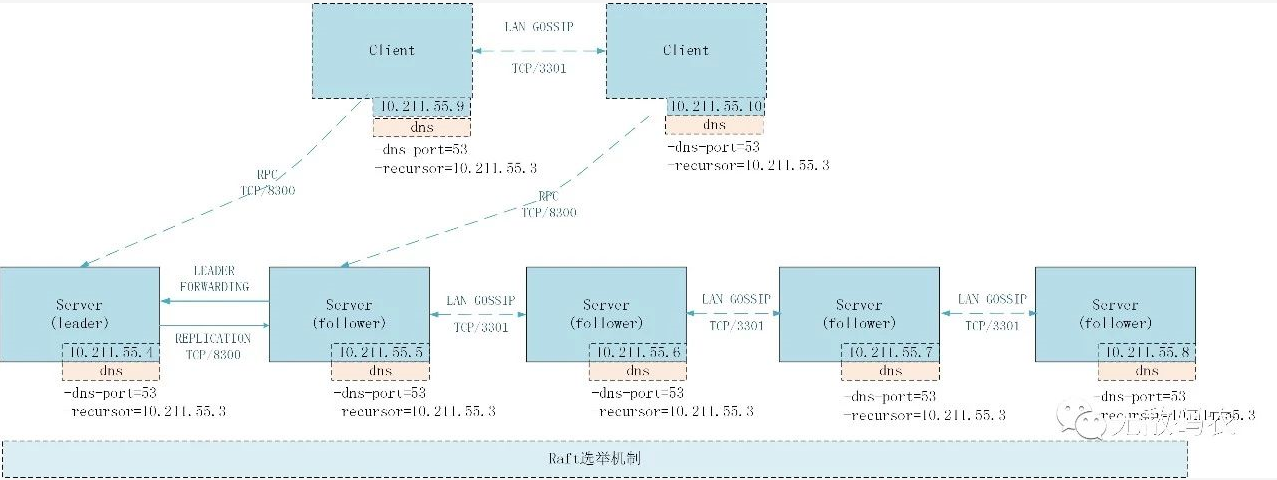 LAN GOSSIP
Client
Client
TCP/3301
10.211.55.9
10.211.55.10
dns
dns
dns port=53
-recursor=10.211.55.3
-dns-port=53
-recursor=10.211.55.3
RPC
TCP/8300
RPC
TCP/8300
LEADER
FORWARDING
Server
(leader)
Server
(follower)
LAN GOSSIP
TCP/3301
Server
(follower)
LAN GOSSIP
TCP/3301
Server
(follower)
LAN GOSSIP
TCP/3301
Server
(follower)
REPLICATION
TCP/8300
10.211.55.4
10.211.55.5
10.211.55.6
10.211.55.7
10.211.55.8
dns
dns
dns
dns
dns
-dns-port=53
recursor=10.211.55.3
-dns-port=53
recursor=10.211.55.3
-dns-port=53
-recursor=10.211.55.3
-dns-port=53
-recursor=10.211.55.3
-dns-port=53
无敌码农
Raft选举机制